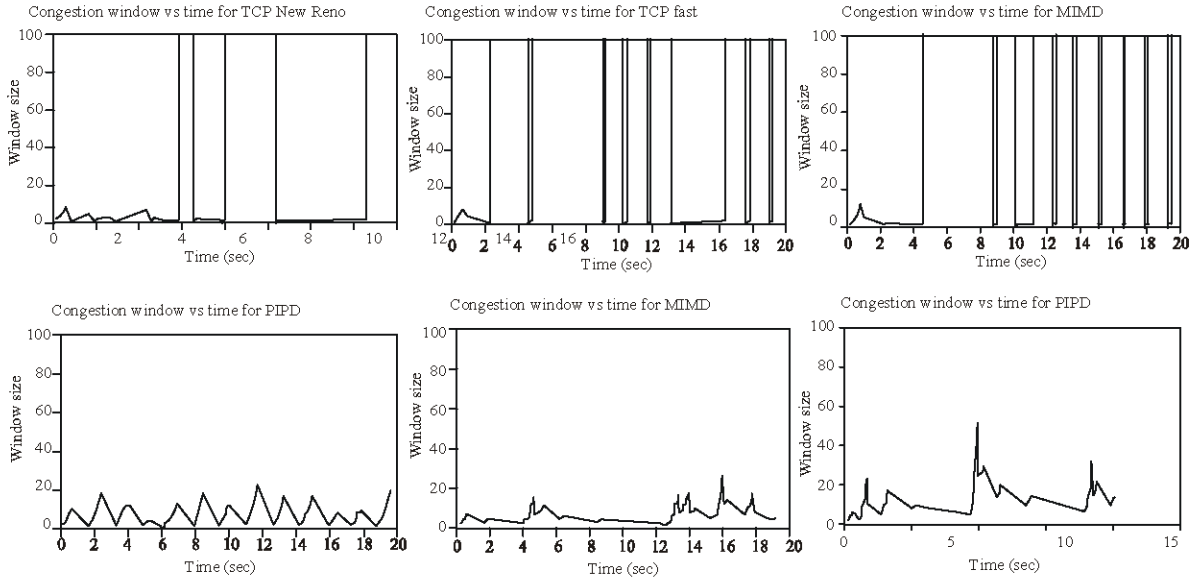 Congestion window vs time for TCP New Reno
100
80
60
40
20
0
Window size
0 2 4 6 8 10
Time (sec)
Congestion window vs time for TCP fast
100
80
60
40
20
0
Window size
12 14 16
0 2 4 6 8 10 12 14 16 18 20
Time (sec)
Congestion window vs time for MIMD
100
80
60
40
20
0
Window size
0 2 4 6 8 10 12 14 16 18 20
Time (sec)
Congestion window vs time for PIPD
100
80
60
40
20
0
Window size
0 2 4 6 8 10 12 14 16 18 20
Time (sec)
Congestion window vs time for MIMD
100
80
60
40
20
0
Window size
0 2 4 6 8 10 12 14 16 18 20
Time (sec)
Congestion window vs time for PIPD
100
80
60
40
20
0
Window size
0 5 10 15
Time (sec)